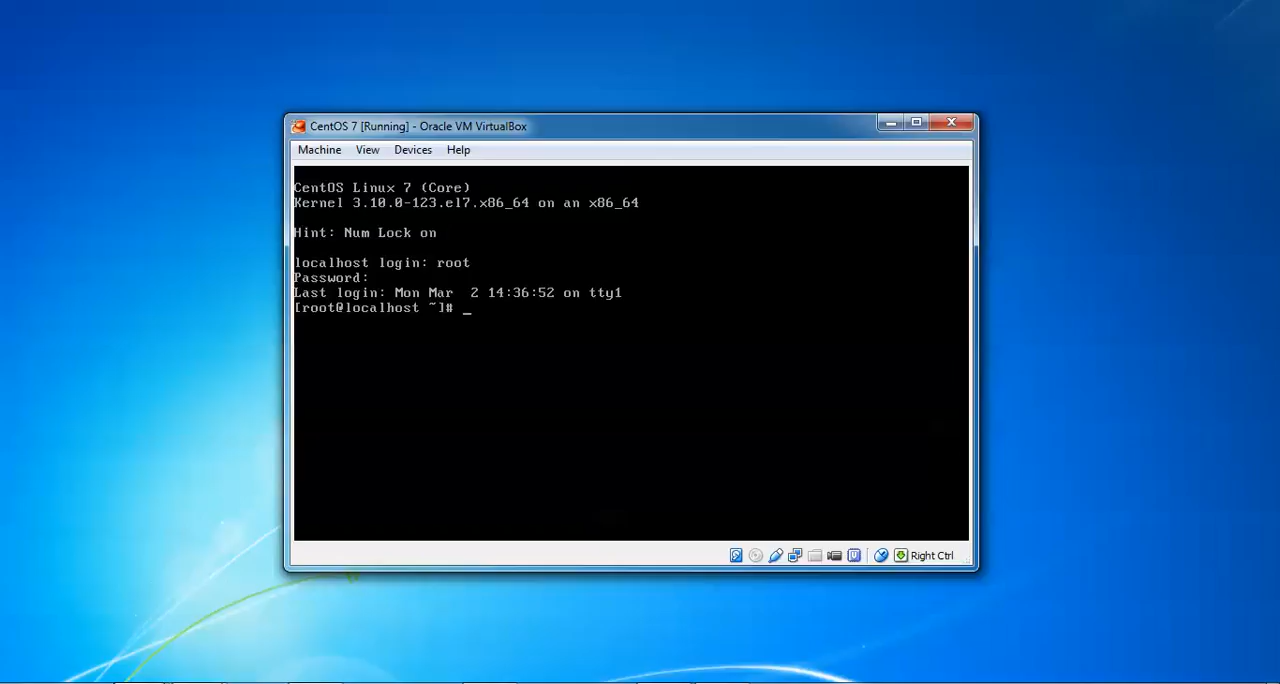 CentOS 7 [Running] - Oracle VM VirtualBox
Machine View Devices Help
CentOS Linux 7 (Core)
Kernel 3.10.0-123.el7.x86_64 on an x86_64
Hint: Num Lock on
localhost login: root
Password:
Last login: Mon Mar  2 14:36:52 on tty1
[root@localhost ~]# _
Right Ctrl